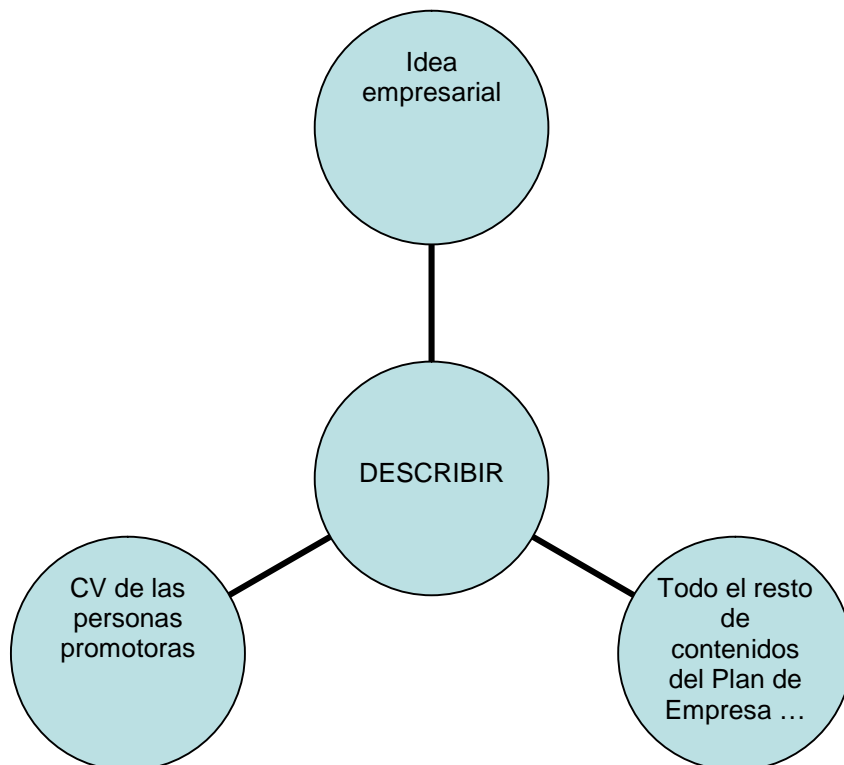 Idea
empresarial
DESCRIBIR
CV de las
personas
promotoras
Todo el resto
de
contenidos
del Plan de
Empresa …